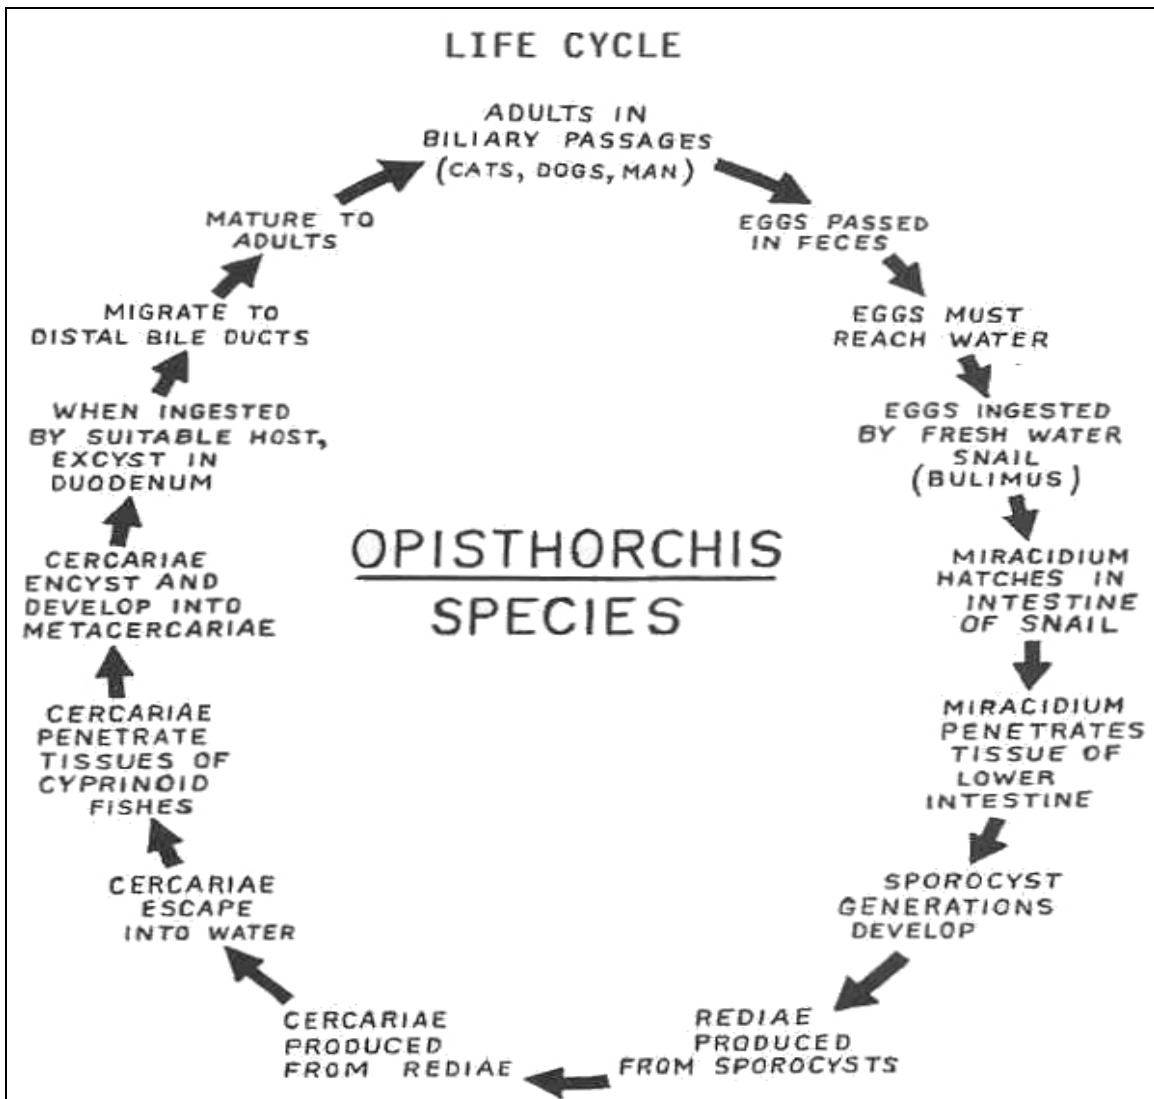 LIFE CYCLE
ADULTS IN
BILIARY PASSAGES
(CATS, DOGS, MAN)
EGGS PASSED
IN FECES
EGGS MUST
REACH WATER
EGGS INGESTED
BY FRESH WATER
SNAIL
(BULIMUS)
MIRACIDIUM
HATCHES IN
INTESTINE
OF SNAIL
MIRACIDIUM
PENETRATES
TISSUE OF
LOWER
INTESTINE
SPOROCYST
GENERATIONS
DEVELOP
REDIAE
PRODUCED
FROM SPOROCYSTS
CERCARIAE
PRODUCED
FROM REDIAE
CERCARIAE
ESCAPE
INTO WATER
CERCARIAE
PENETRATE
TISSUES OF
CYPRINOID
FISHES
CERCARIAE
ENCYST AND
DEVELOP INTO
METACERCARIAE
WHEN INGESTED
BY SUITABLE HOST,
EXCYST IN
DUODENUM
MIGRATE TO
DISTAL BILE DUCTS
MATURE TO
ADULTS
OPISTHORCHIS
SPECIES